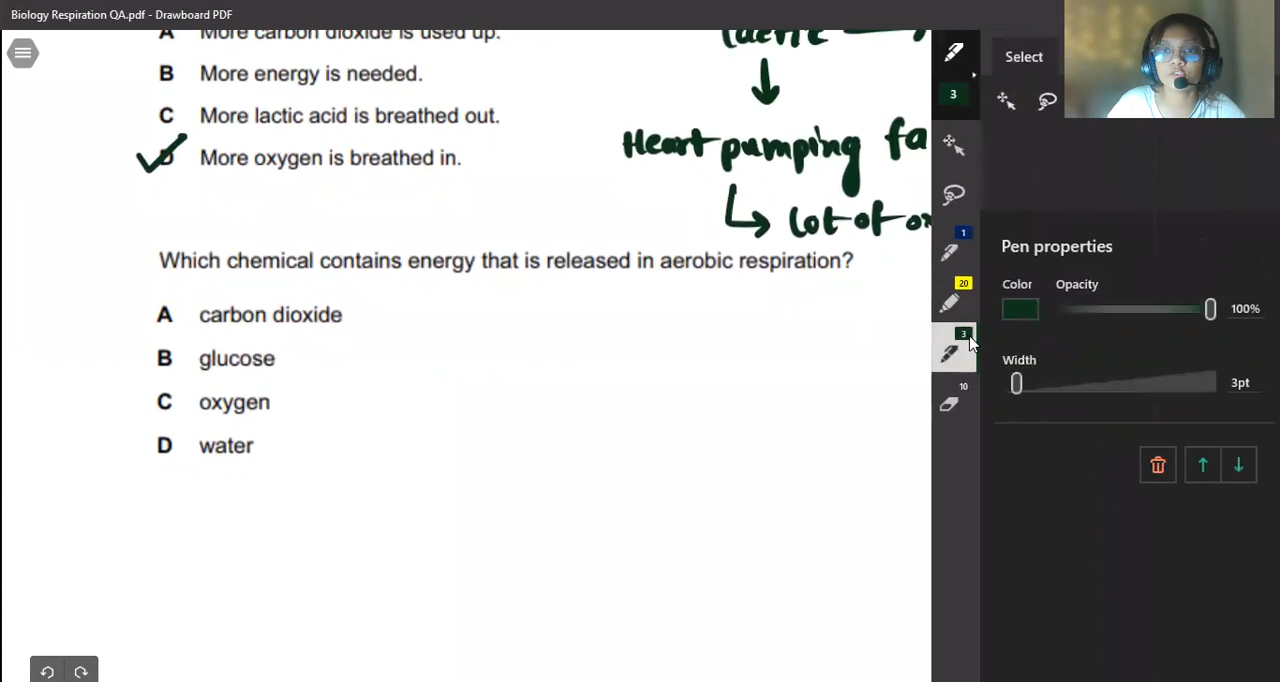 Biology Respiration QA.pdf - Drawboard PDF
A More carbon dioxide is used up.
B More energy is needed.
C More lactic acid is breathed out.
D More oxygen is breathed in.
lactic
Heart pumping fa
lot of ox
Which chemical contains energy that is released in aerobic respiration?
A carbon dioxide
B glucose
C oxygen
D water
3
1
20
3
10
Select
Pen properties
Color Opacity
100%
Width
3pt